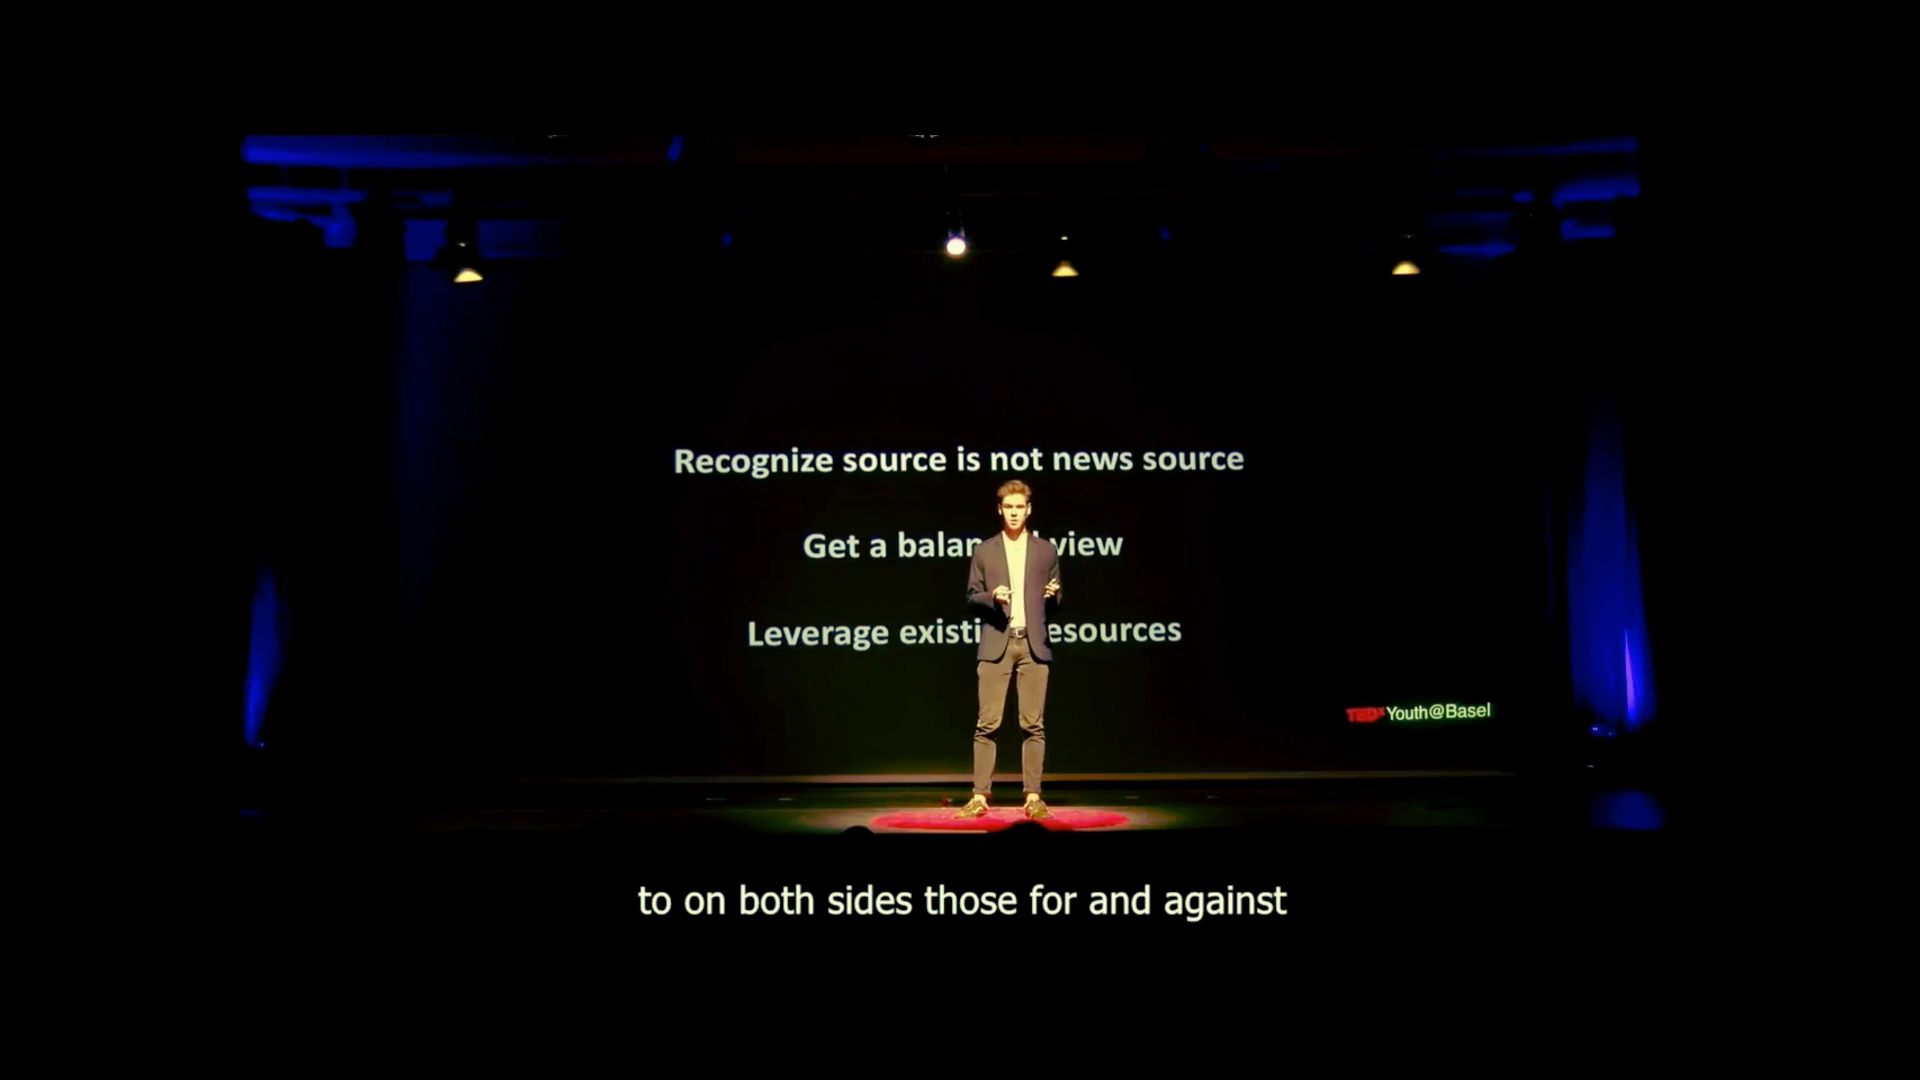 Recognize source is not news source
Get a balan view
Leverage existi esources
TEDx Youth@Basel
to on both sides those for and against